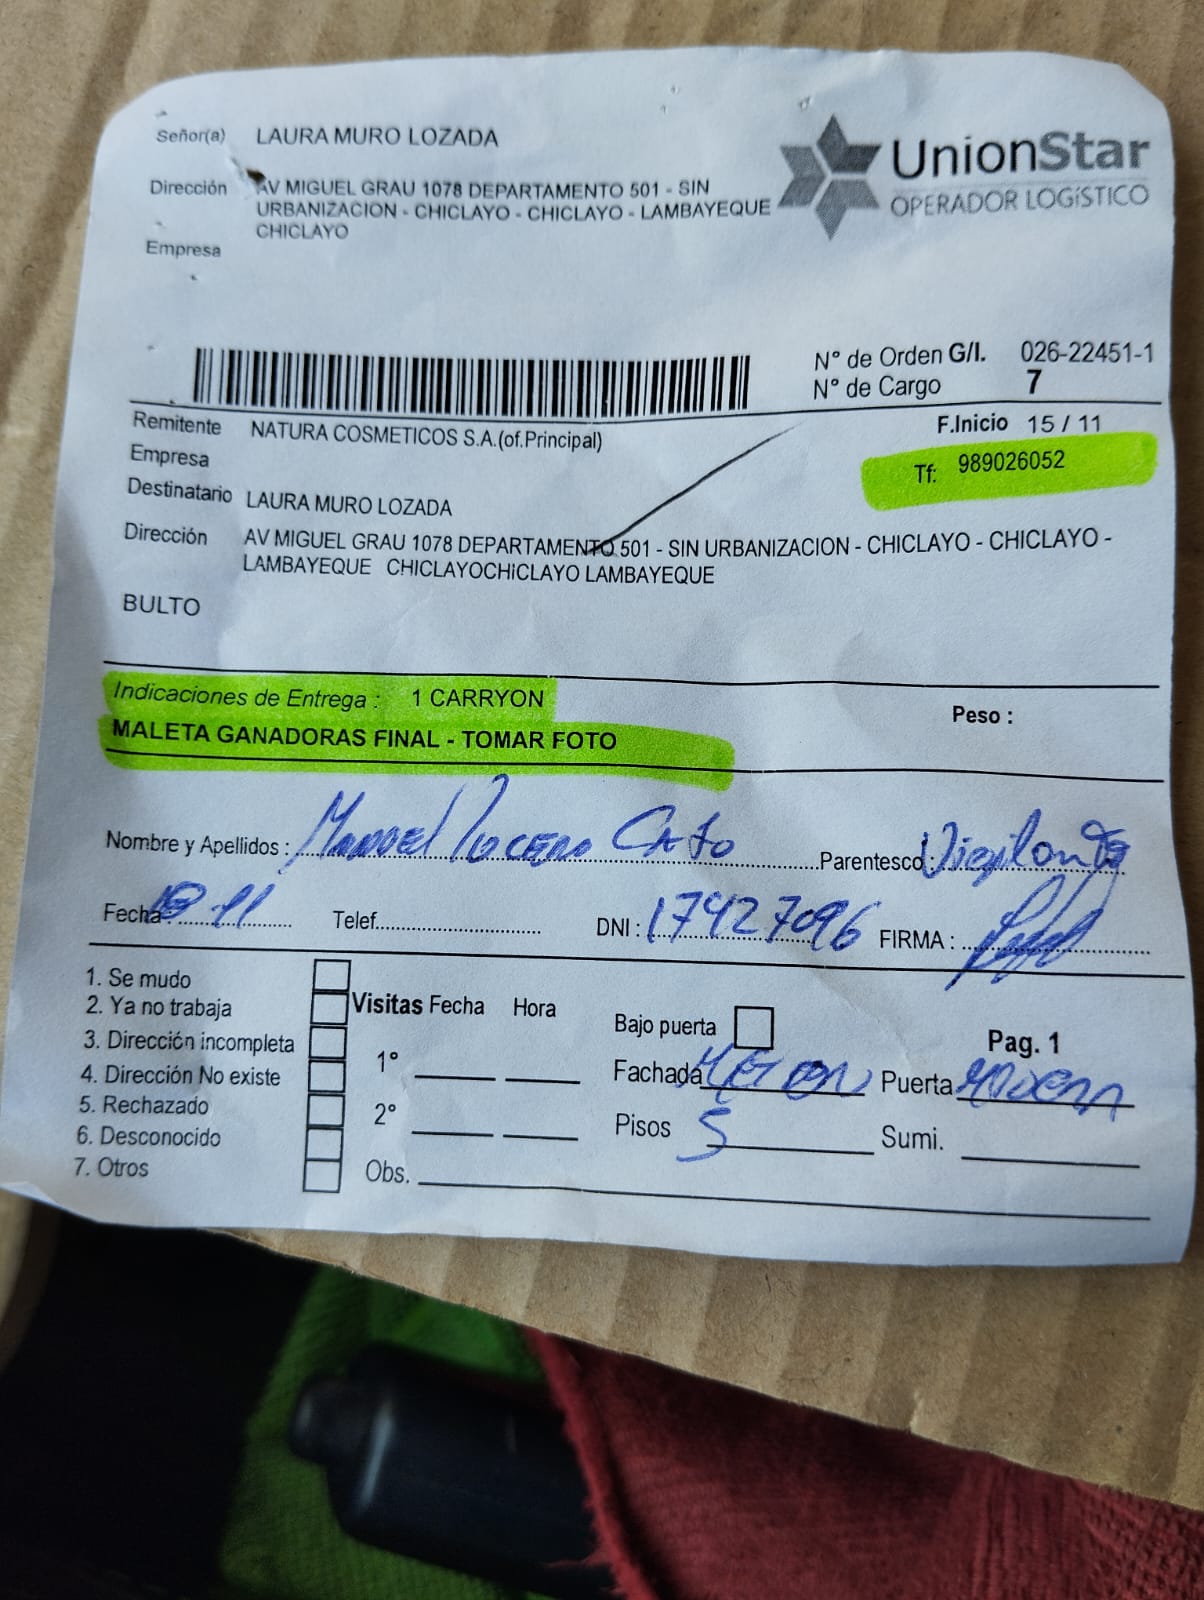 Señor(a) LAURA MURO LOZADA
UnionStar
OPERADOR LOGÍSTICO
Dirección AV MIGUEL GRAU 1078 DEPARTAMENTO 501 - SIN
URBANIZACION - CHICLAYO - CHICLAYO - LAMBAYEQUE
CHICLAYO
Empresa
N° de Orden G/I. 026-22451-1
N° de Cargo 7
Remitente NATURA COSMETICOS S.A.(of.Principal)
F.Inicio 15 / 11
Empresa
Tf: 989026052
Destinatario LAURA MURO LOZADA
Dirección AV MIGUEL GRAU 1078 DEPARTAMENTO 501 - SIN URBANIZACION - CHICLAYO - CHICLAYO -
LAMBAYEQUE CHICLAYOCHICLAYO LAMBAYEQUE
BULTO
Indicaciones de Entrega : 1 CARRYON
Peso :
MALETA GANADORAS FINAL - TOMAR FOTO
Nombre y Apellidos : Manuel Lucero Parentesco: Vigilante
Fecha : 11 Telef. DNI : 17427096 FIRMA :
1. Se mudo
2. Ya no trabaja
3. Dirección incompleta
4. Dirección No existe
5. Rechazado
6. Desconocido
7. Otros
Visitas Fecha Hora
1°
2°
Obs.
Bajo puerta
Pag. 1
Fachada Puerta
Pisos 5 Sumi.